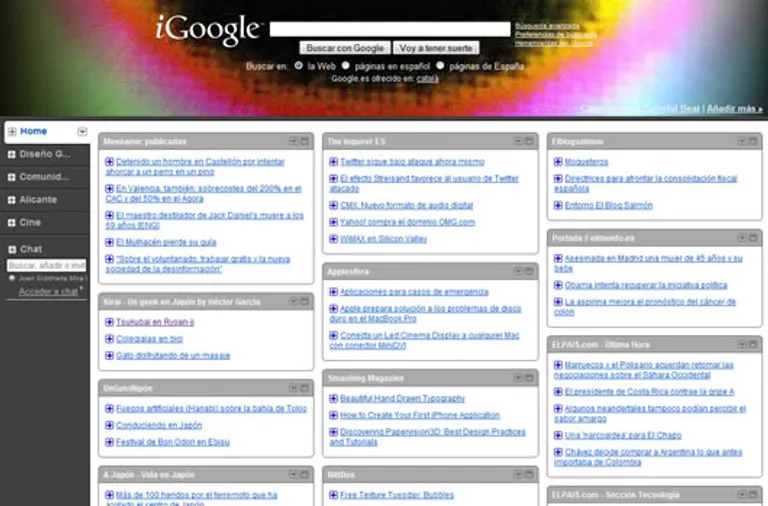 iGoogle
Búsqueda avanzada
Preferencias de búsqueda
Herramientas del idioma
Buscar con Google
Voy a tener suerte
Buscar en: la Web páginas en español páginas de España
Google.es ofrecido en: català
Beat | Añadir más »
Home
Diseño G...
Comunid...
Alicante
Cine
Chat
Buscar, añadir o invit
Acceder a chat
Menéame: publicadas
Detenido un hombre en Castellón por intentar
ahorcar a un perro en un pino
En Valencia, también: sobrecostes del 200% en el
CAC y del 50% en el Ágora
El maestro destilador de Jack Daniel's muere a los
69 años [ENG]
El Mulhacén pierde su guía
"Sobre el voluntariado, trabajar gratis y la nueva
sociedad de la desinformación"
Kirai - Un geek en Japón by Héctor García
Tsukubai en Ryoan-ji
Colegialas en bici
Gato disfrutando de un masaje
UnGatoNipón
Fuegos artificiales (Hanabi) sobre la bahía de Tokio
Conduciendo en Japón
Festival de Bon Odori en Ebisu
A Japón - Vida en Japón
Más de 100 heridos por el terremoto que ha
azotado el centro de Japón
The Inquirer ES
Twitter sigue bajo ataque ahora mismo
El efecto Streisand favorece al usuario de Twitter
atacado
CMX: Nuevo formato de audio digital
Yahoo! compra el dominio OMG.com
WiMAX en Silicon Valley
Applesfera
Aplicaciones para casos de emergencia
Apple prepara solución a los problemas de disco
duro en el MacBook Pro
Conecta un Led Cinema Display a cualquier Mac
con conector MiniDVI
Smashing Magazine
Beautiful Hand Drawn Typography
How to Create Your First iPhone Application
Discovering Papervision3D: Best Design Practices
and Tutorials
BittBox
Free Texture Tuesday: Bubbles
Elblogsalmon
Moqueteros
Directrices para afrontar la consolidación fiscal
española
Entorno El Blog Salmón
Portada // elmundo.es
Asesinada en Madrid una mujer de 45 años y su
bebe
Obama intenta recuperar la iniciativa política
La aspirina mejora el pronóstico del cáncer de
colon
ELPAIS.com - Última Hora
Marruecos y el Polisario acuerdan retomar las
negociaciones sobre el Sáhara Occidental
El presidente de Costa Rica contrae la gripe A
Algunos neandertales tampoco podían percibir el
sabor amargo
Una 'narcoaldea' para El Chapo
Chávez decide comprar a Argentina lo que antes
importaba de Colombia
ELPAIS.com - Sección Tecnología